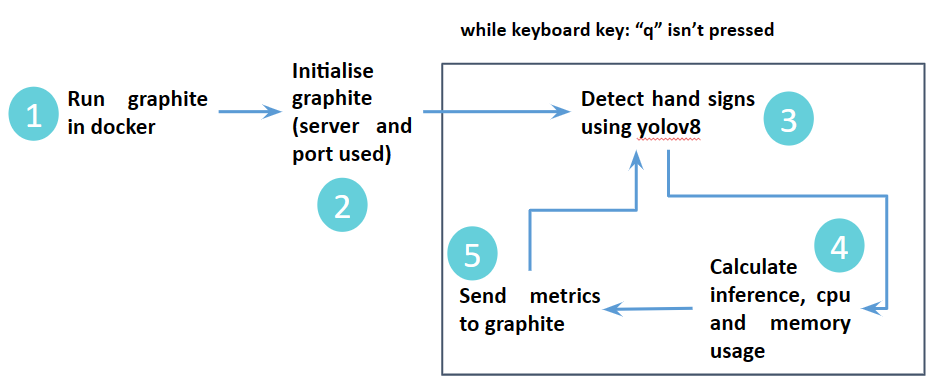 while keyboard key: “q” isn’t pressed
1
Run graphite
in docker
Initialise
graphite
(server and
port used)
2
Detect hand signs
using yolov8
3
4
Calculate
inference, cpu
and memory
usage
5
Send metrics
to graphite